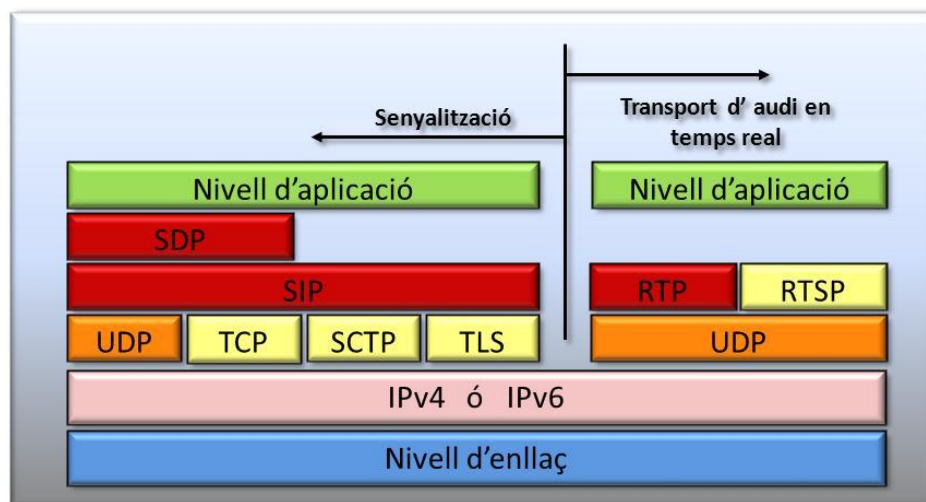 Senyalització
Transport d' audi en
temps real
Nivell d'aplicació
Nivell d'aplicació
SDP
SIP
RTP
RTSP
UDP
TCP
SCTP
TLS
UDP
IPv4 ó IPv6
Nivell d'enllaç